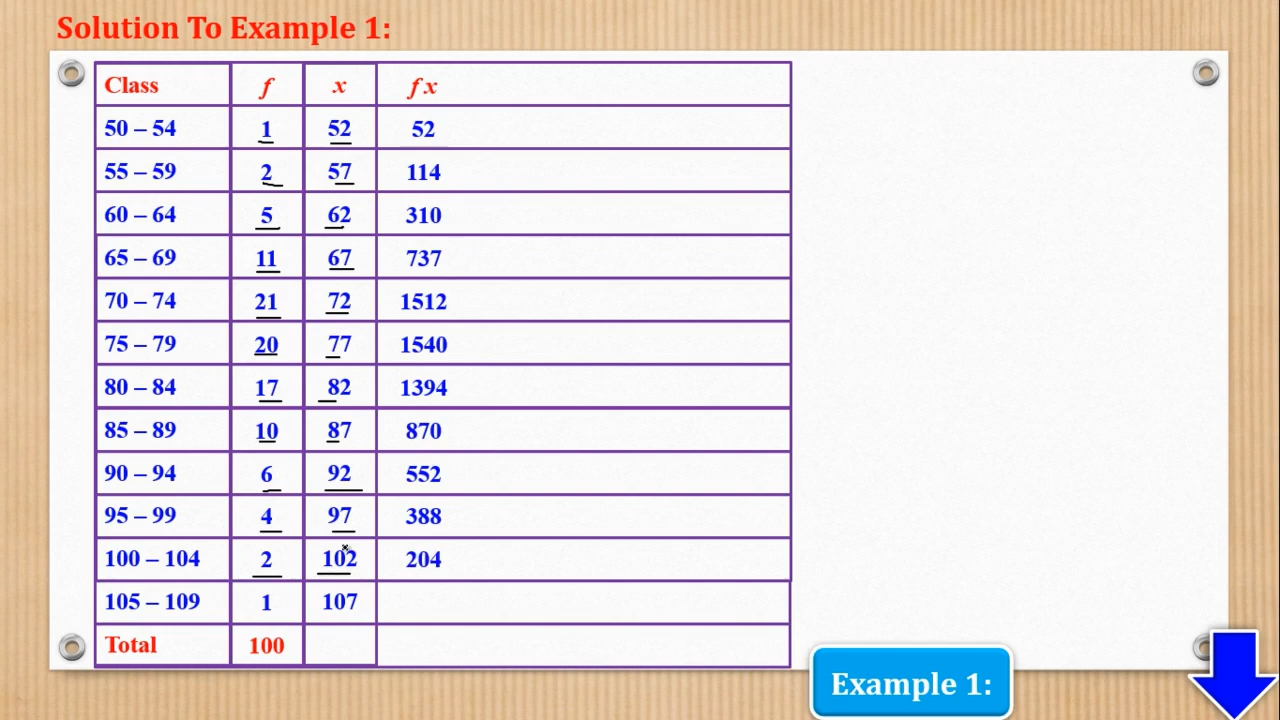 Solution To Example 1:
Class f x fx
50 – 54 1 52 52
55 – 59 2 57 114
60 – 64 5 62 310
65 – 69 11 67 737
70 – 74 21 72 1512
75 – 79 20 77 1540
80 – 84 17 82 1394
85 – 89 10 87 870
90 – 94 6 92 552
95 – 99 4 97 388
100 – 104 2 102 204
105 – 109 1 107
Total 100
Example 1: